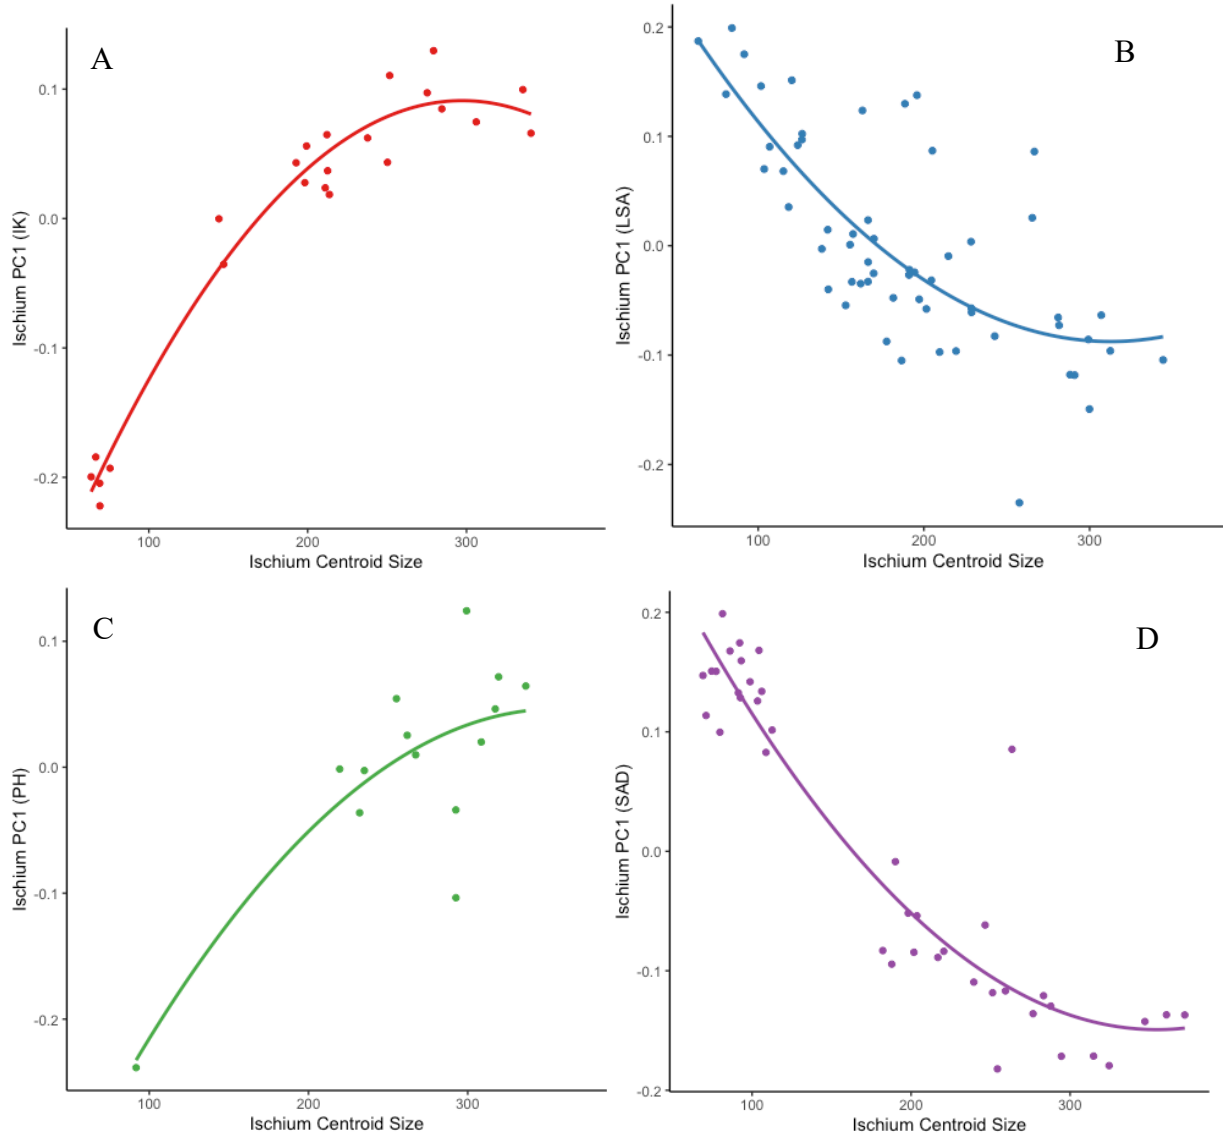 A
0.1
0.0
-0.1
-0.2
Ischium PC1 (IK)
100 200 300
Ischium Centroid Size
B
0.2
0.1
0.0
-0.1
-0.2
Ischium PC1 (LSA)
100 200 300
Ischium Centroid Size
C
0.1
0.0
-0.1
-0.2
Ischium PC1 (PH)
100 200 300
Ischium Centroid Size
D
0.2
0.1
0.0
-0.1
-0.2
Ischium PC1 (SAD)
100 200 300
Ischium Centroid Size